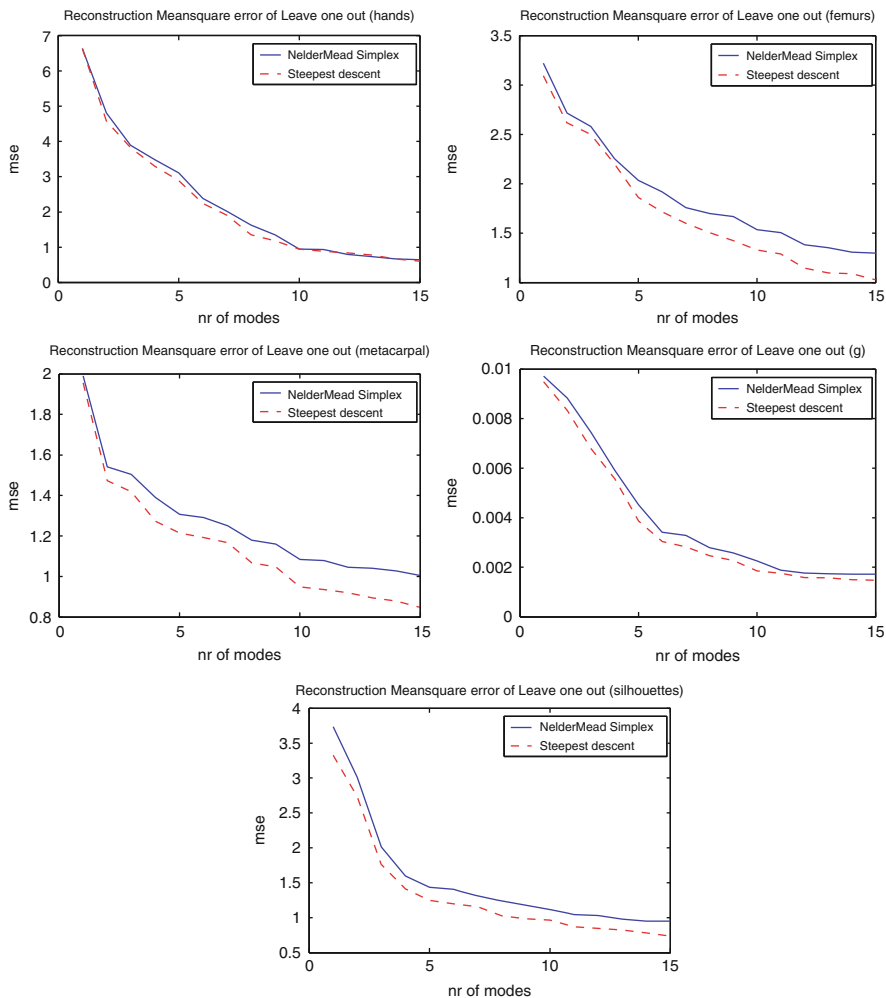 Reconstruction Meansquare error of Leave one out (hands)
7
6
5
4
3
2
1
0
mse
NelderMead Simplex
Steepest descent
0 5 10 15
nr of modes
Reconstruction Meansquare error of Leave one out (femurs)
3.5
3
2.5
2
1.5
1
mse
NelderMead Simplex
Steepest descent
0 5 10 15
nr of modes
Reconstruction Meansquare error of Leave one out (metacarpal)
2
1.8
1.6
1.4
1.2
1
0.8
mse
NelderMead Simplex
Steepest descent
0 5 10 15
nr of modes
Reconstruction Meansquare error of Leave one out (g)
0.01
0.008
0.006
0.004
0.002
0
mse
NelderMead Simplex
Steepest descent
0 5 10 15
nr of modes
Reconstruction Meansquare error of Leave one out (silhouettes)
4
3.5
3
2.5
2
1.5
1
0.5
mse
NelderMead Simplex
Steepest descent
0 5 10 15
nr of modes